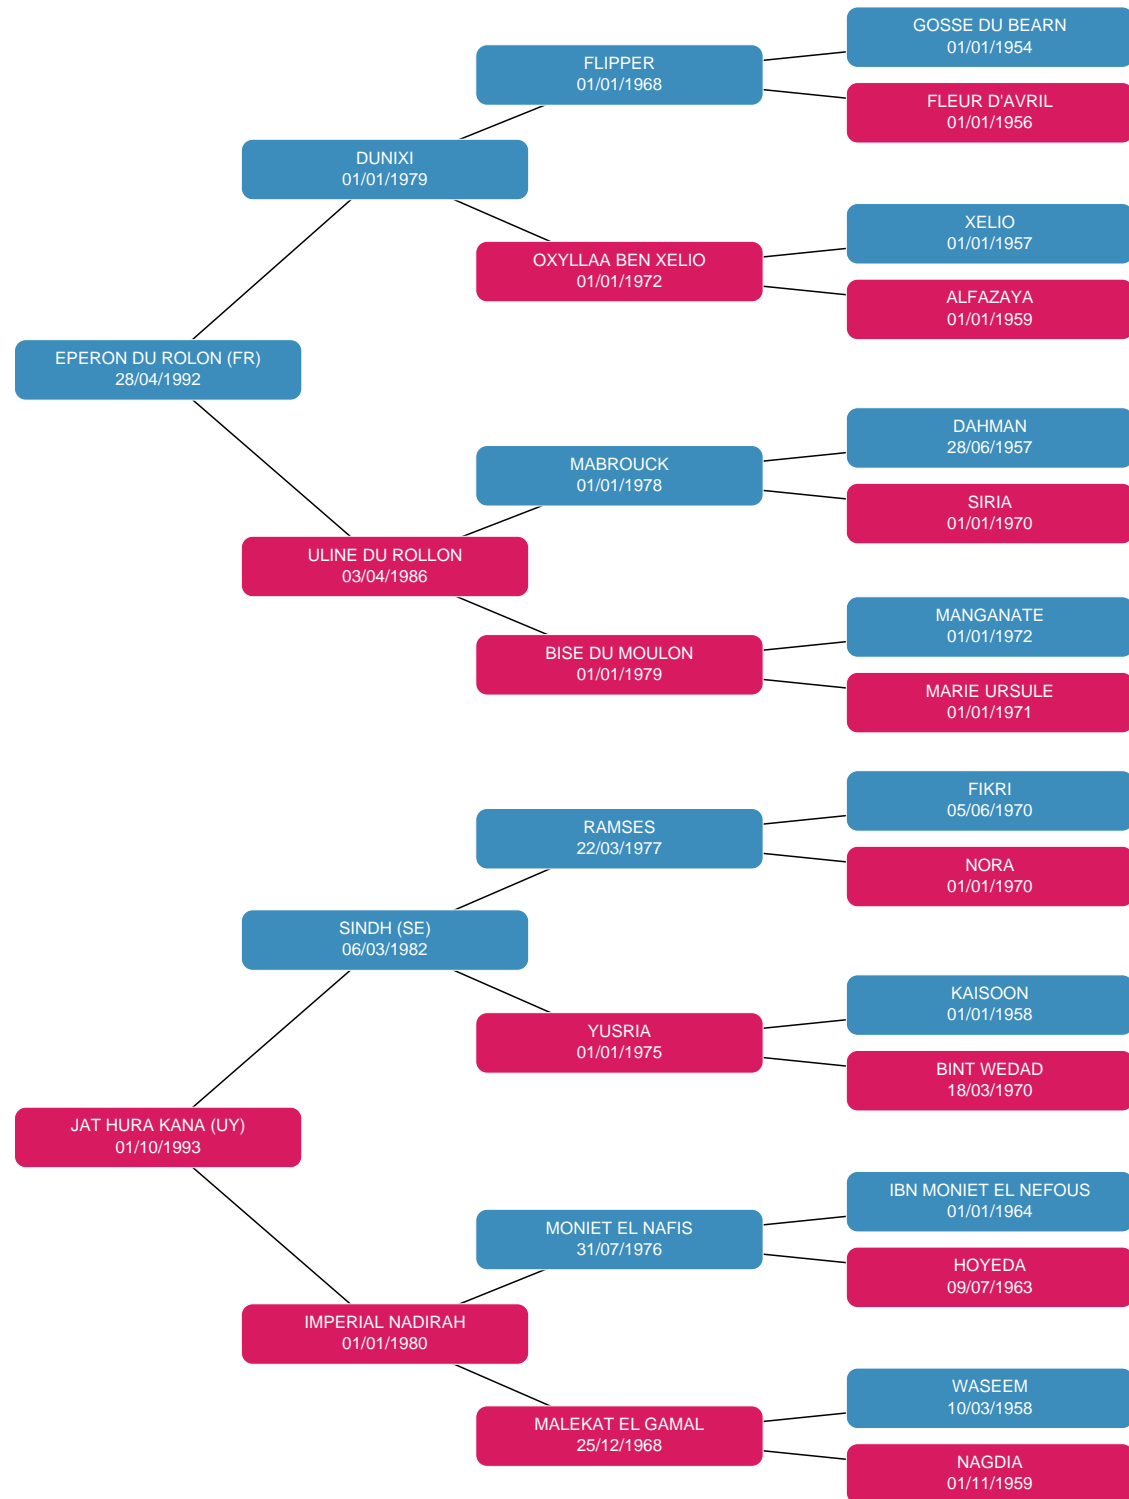 GOSSE DU BEARN
01/01/1954
FLIPPER
01/01/1968
FLEUR D'AVRIL
01/01/1956
DUNIXI
01/01/1979
XELIO
01/01/1957
OXYLLAA BEN XELIO
01/01/1972
ALFAZAYA
01/01/1959
EPERON DU ROLON (FR)
28/04/1992
DAHMAN
28/06/1957
MABROUCK
01/01/1978
SIRIA
01/01/1970
ULINE DU ROLLON
03/04/1986
MANGANATE
01/01/1972
BISE DU MOULON
01/01/1979
MARIE URSULE
01/01/1971
FIKRI
05/06/1970
RAMSES
22/03/1977
NORA
01/01/1970
SINDH (SE)
06/03/1982
KAISOON
01/01/1958
YUSRIA
01/01/1975
BINT WEDAD
18/03/1970
JAT HURA KANA (UY)
01/10/1993
IBN MONIET EL NEFOUS
01/01/1964
MONIET EL NAFIS
31/07/1976
HOYEDA
09/07/1963
IMPERIAL NADIRAH
01/01/1980
WASEEM
10/03/1958
MALEKAT EL GAMAL
25/12/1968
NAGDIA
01/11/1959